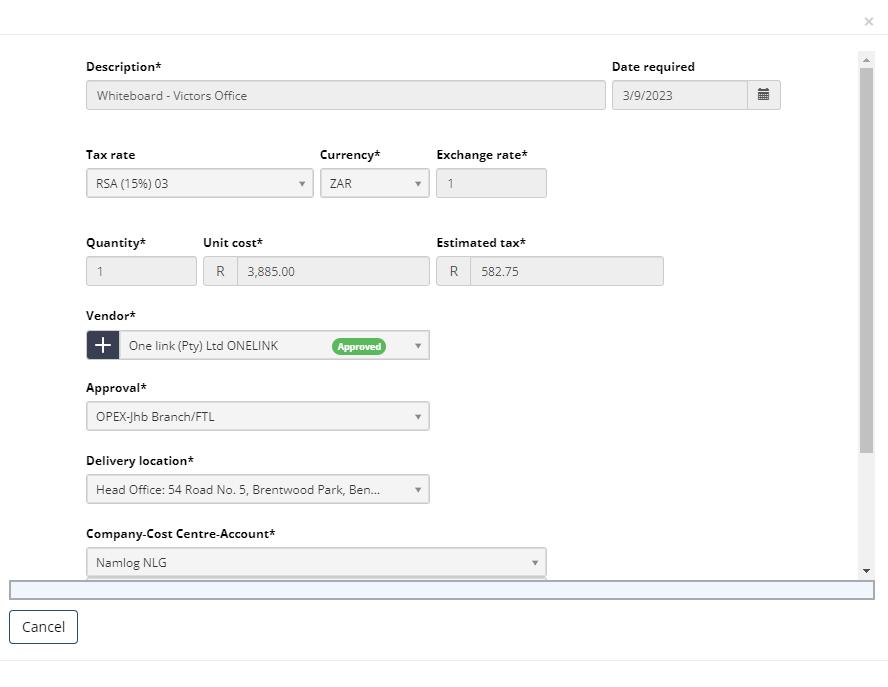 ×
Description* Date required
Whiteboard - Victors Office 3/9/2023
Tax rate Currency* Exchange rate*
RSA (15%) 03 ZAR 1
Quantity* Unit cost* Estimated tax*
1 R 3,885.00 R 582.75
Vendor*
One link (Pty) Ltd ONELINK Approved
Approval*
OPEX-Jhb Branch/FTL
Delivery location*
Head Office: 54 Road No. 5, Brentwood Park, Ben...
Company-Cost Centre-Account*
Namlog NLG
Cancel